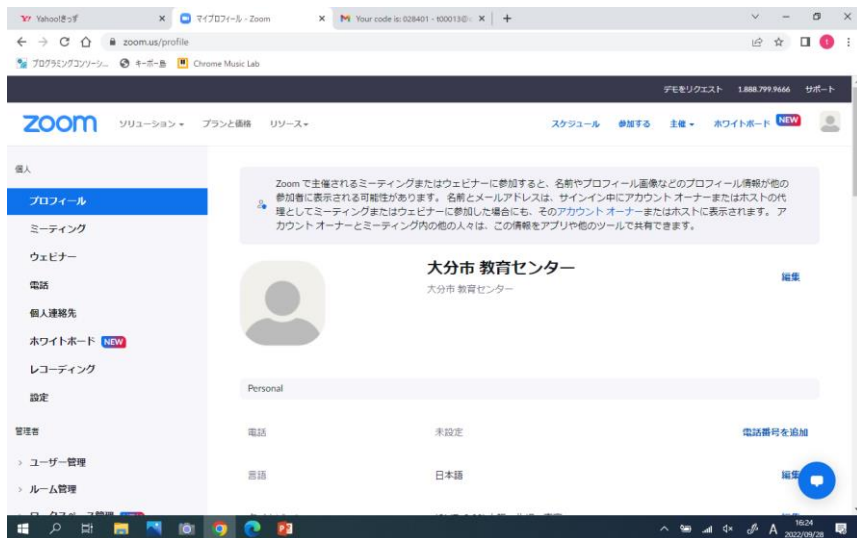 Yahoo!きっず
マイプロフィール - Zoom
Your code is: 028401 - t00013@
zoom.us/profile
プログラミングコンソーシ...
キーボー島
Chrome Music Lab
デモをリクエスト 1.888.799.9666 サポート
zoom ソリューション プランと価格 リソース スケジュール 参加する 主催 ホワイトボード NEW
個人
プロフィール
ミーティング
ウェビナー
電話
個人連絡先
ホワイトボード NEW
レコーディング
設定
管理者
ユーザー管理
ルーム管理
Zoom で主催されるミーティングまたはウェビナーに参加すると、名前やプロフィール画像などのプロフィール情報が他の
参加者に表示される可能性があります。 名前とメールアドレスは、サインイン中にアカウント オーナーまたはホストの代
理としてミーティングまたはウェビナーに参加した場合にも、そのアカウント オーナーまたはホストに表示されます。 ア
カウント オーナーとミーティング内の他の人々は、この情報をアプリや他のツールで共有できます。
大分市 教育センター
編集
大分市 教育センター
Personal
電話 未設定 電話番号を追加
言語 日本語 編集
A
16:24
2022/09/28